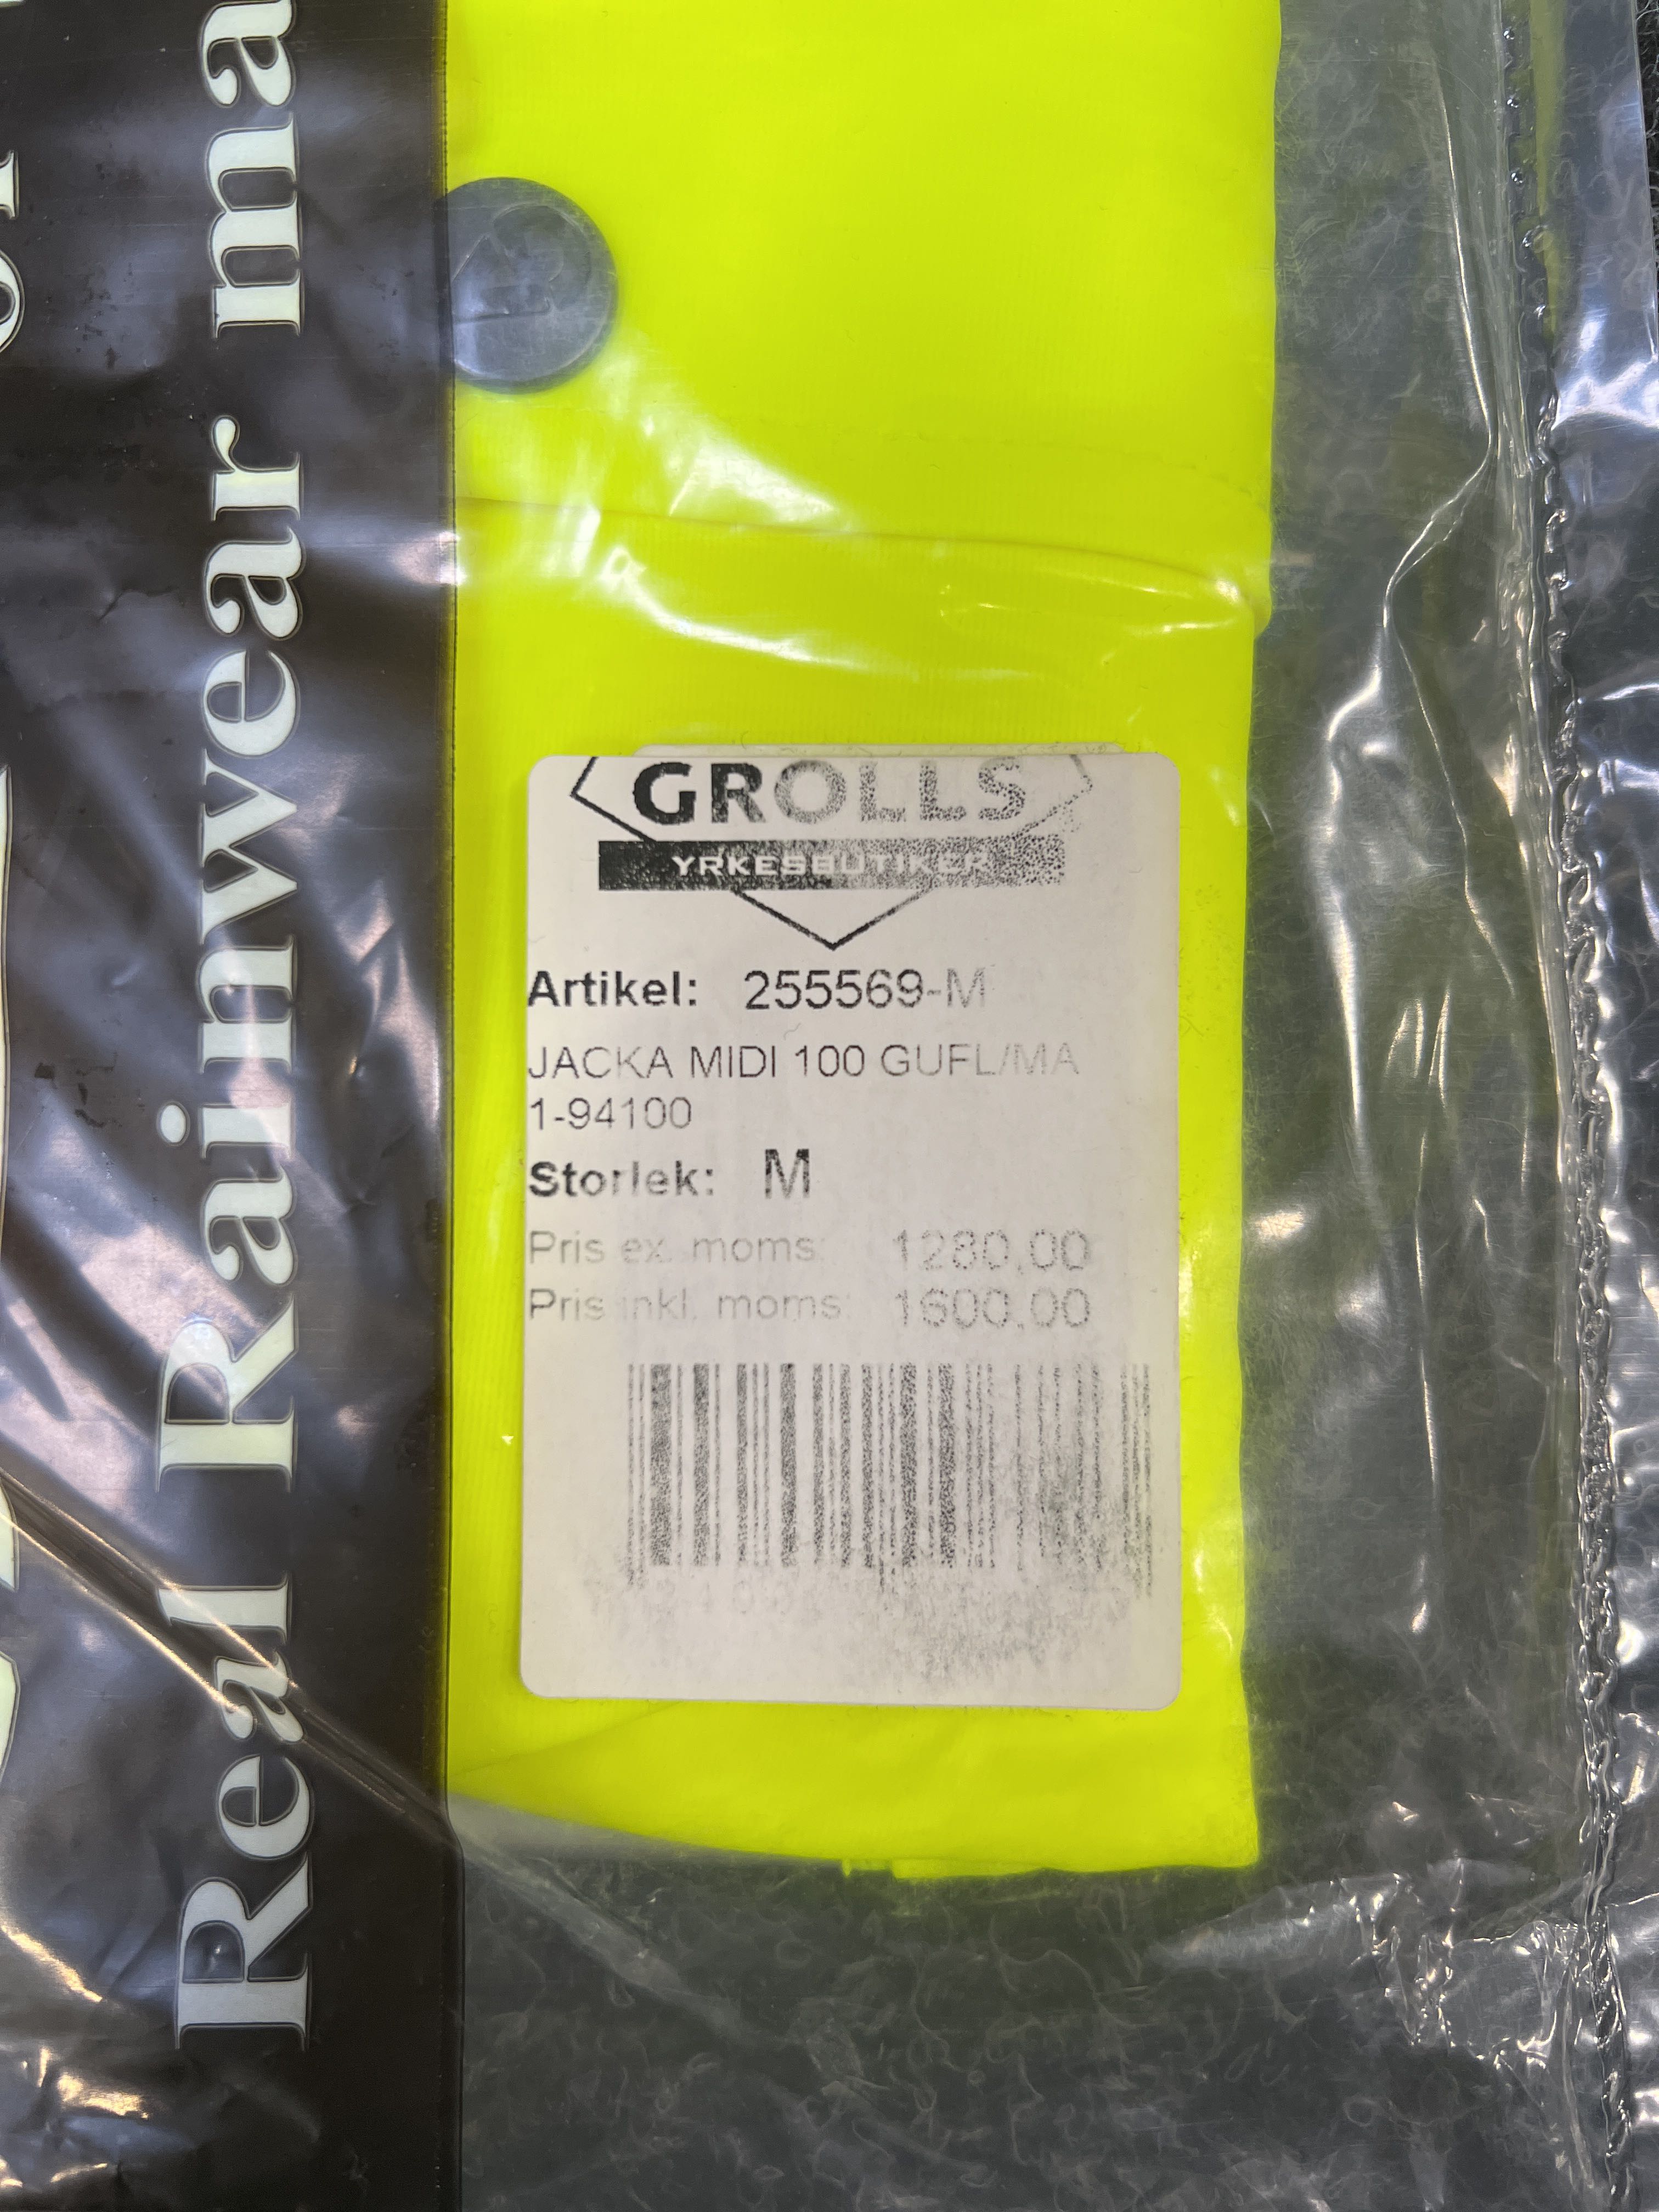 Real Rainwear ma
GROLLS
YRKESBUTIKER
Artikel: 255569-M
JACKA MIDI 100 GUFL/MA
1-94100
Storlek: M
Pris ex. moms: 1280.00
Pris inkl. moms: 1600.00